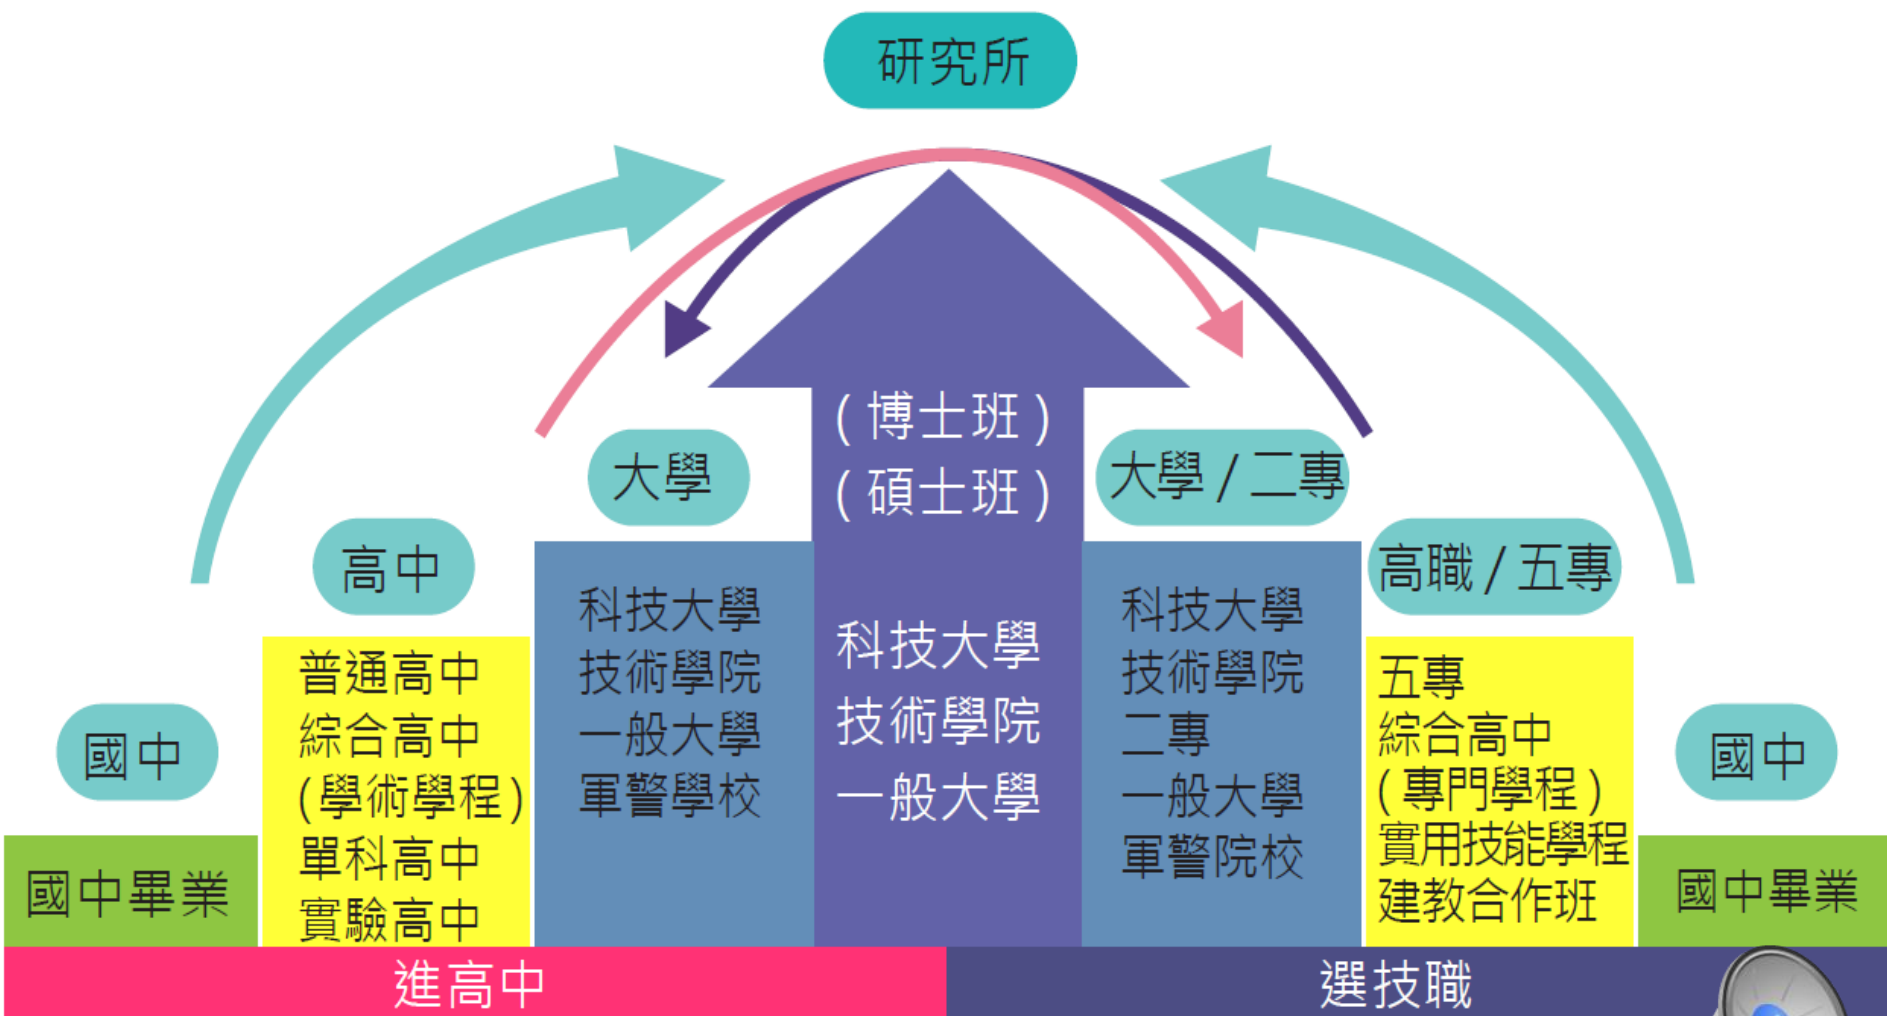 研究所
大學
高中
國中
國中畢業
普通高中
綜合高中
(學術學程)
單科高中
實驗高中
科技大學
技術學院
一般大學
軍警學校
(博士班)
(碩士班)
科技大學
技術學院
一般大學
大學/二專
科技大學
技術學院
二專
一般大學
軍警院校
高職/五專
五專
綜合高中
(專門學程)
實用技能學程
建教合作班
國中
國中畢業
進高中
選技職